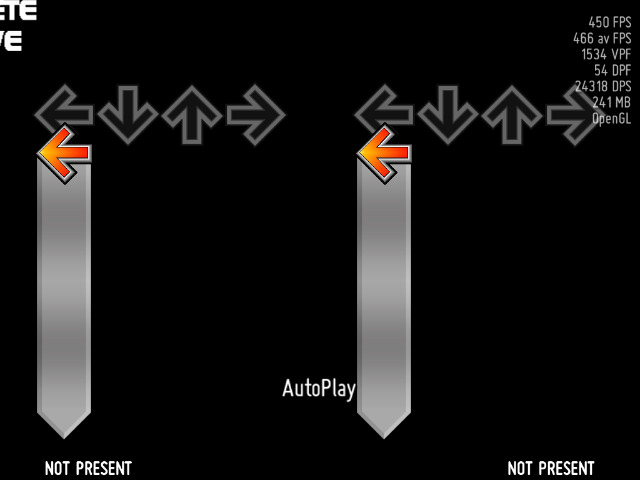 ETE
VE
450 FPS
466 av FPS
1534 VPF
54 DPF
24318 DPS
241 MB
OpenGL
AutoPlay
NOT PRESENT
NOT PRESENT